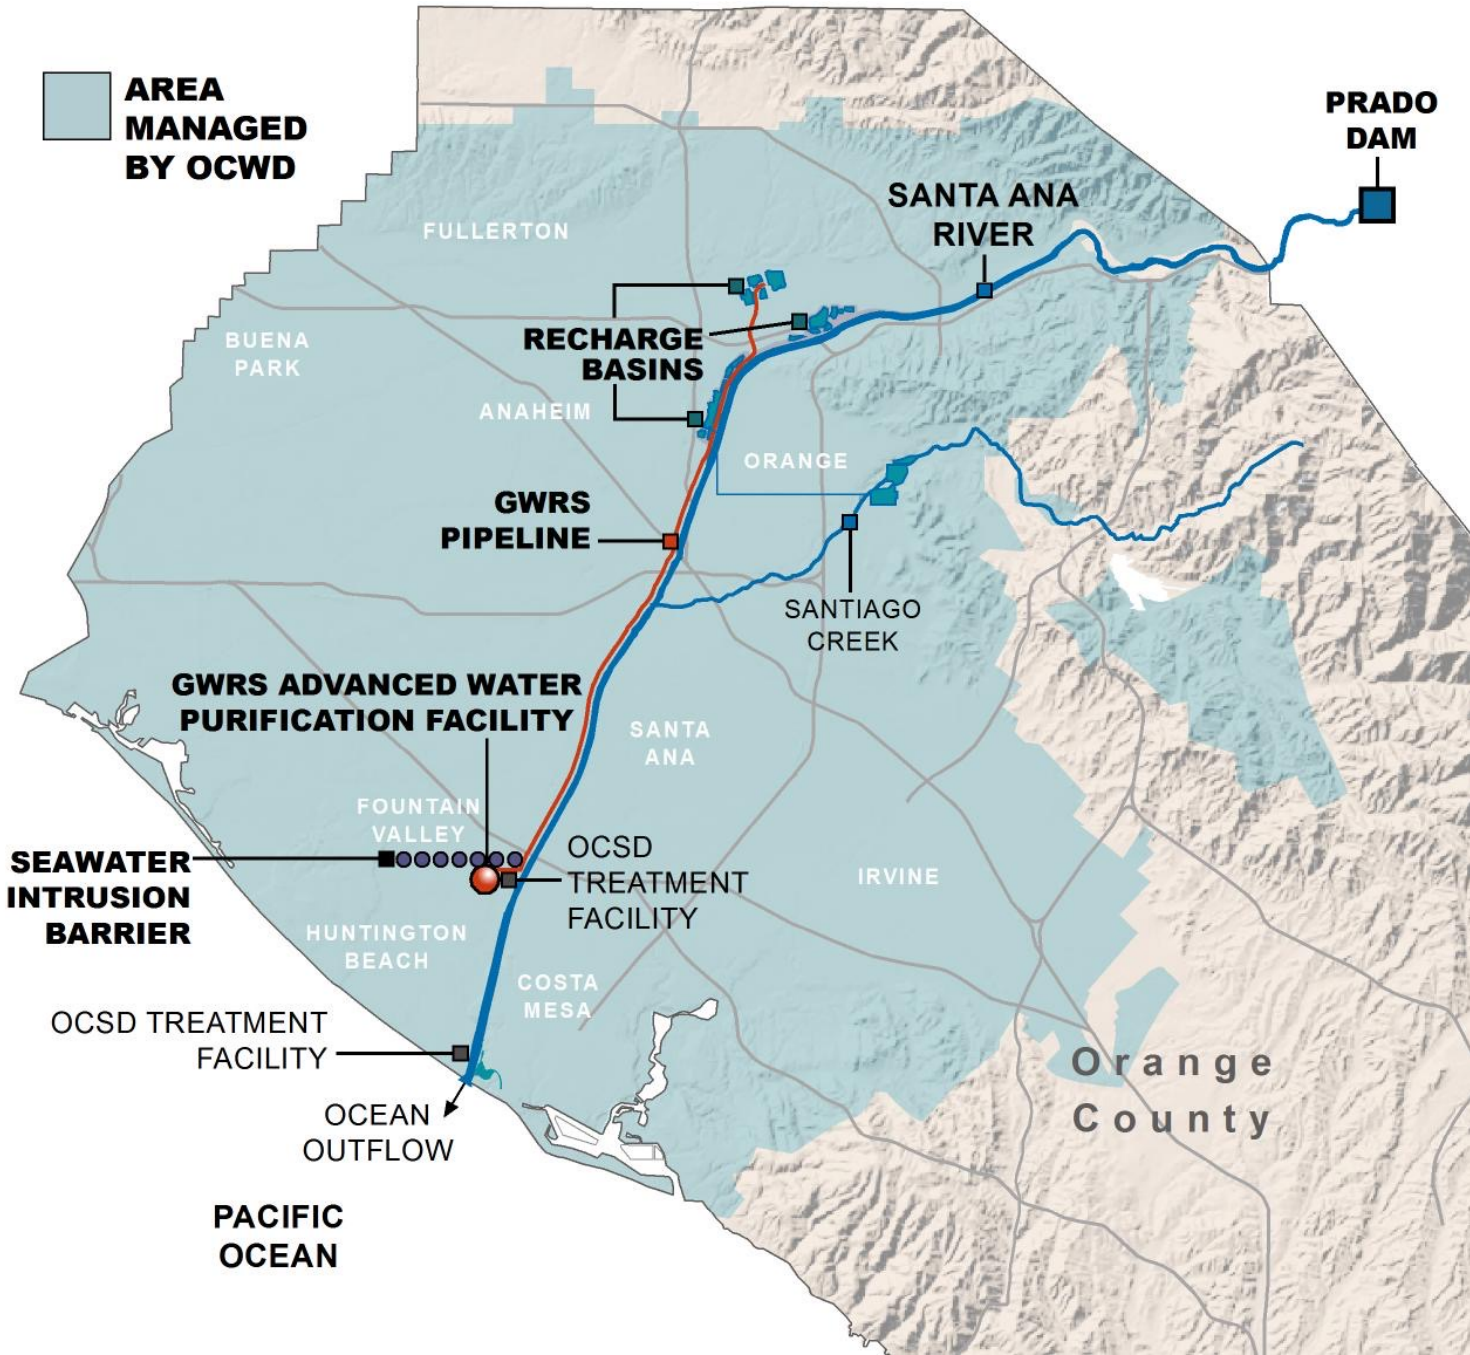 AREA
MANAGED
BY OCWD
PRADO
DAM
SANTA ANA
RIVER
FULLERTON
RECHARGE
BASINS
BUENA
PARK
ANAHEIM
ORANGE
GWRS
PIPELINE
SANTIAGO
CREEK
GWRS ADVANCED WATER
PURIFICATION FACILITY
SANTA
ANA
FOUNTAIN
VALLEY
SEAWATER
INTRUSION
BARRIER
OCSD
TREATMENT
FACILITY
IRVINE
HUNTINGTON
BEACH
COSTA
MESA
OCSD TREATMENT
FACILITY
Orange
County
OCEAN
OUTFLOW
PACIFIC
OCEAN